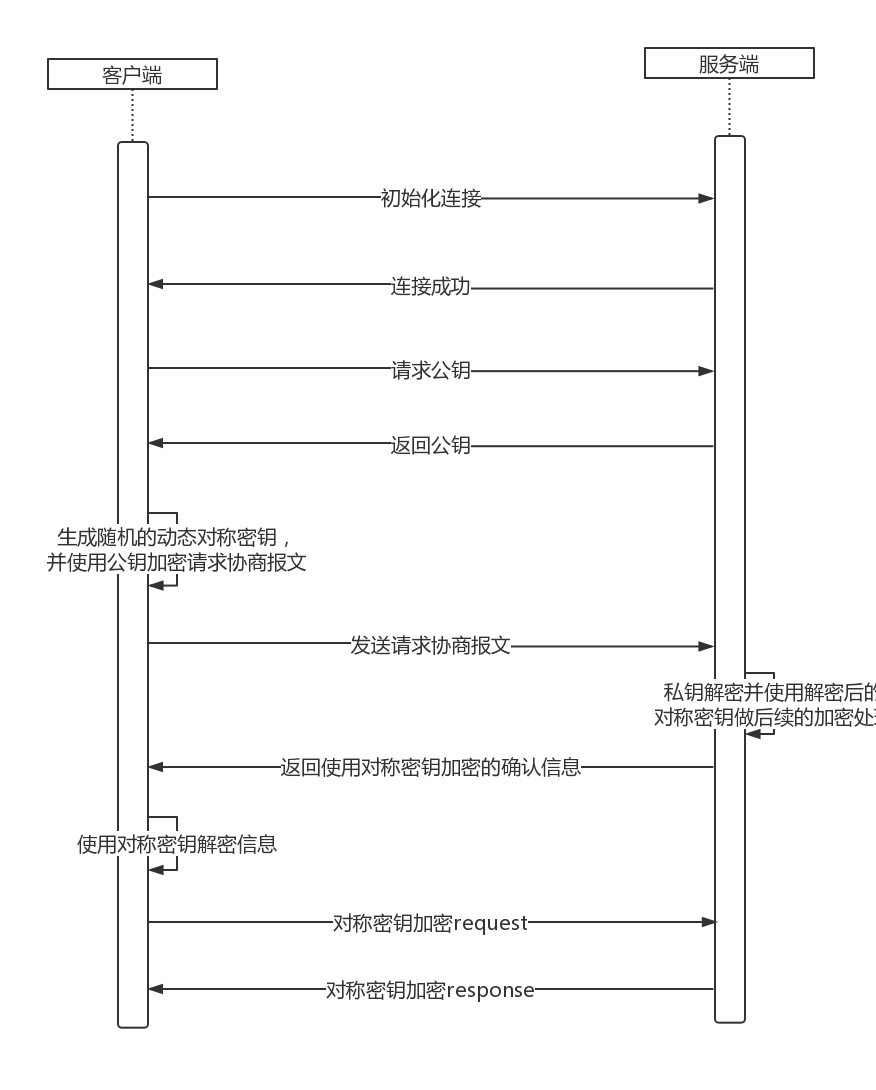 客户端
服务端
初始化连接
连接成功
请求公钥
返回公钥
生成随机的动态对称密钥，
并使用公钥加密请求协商报文
发送请求协商报文
私钥解密并使用解密后的
对称密钥做后续的加密处
返回使用对称密钥加密的确认信息
使用对称密钥解密信息
对称密钥加密request
对称密钥加密response